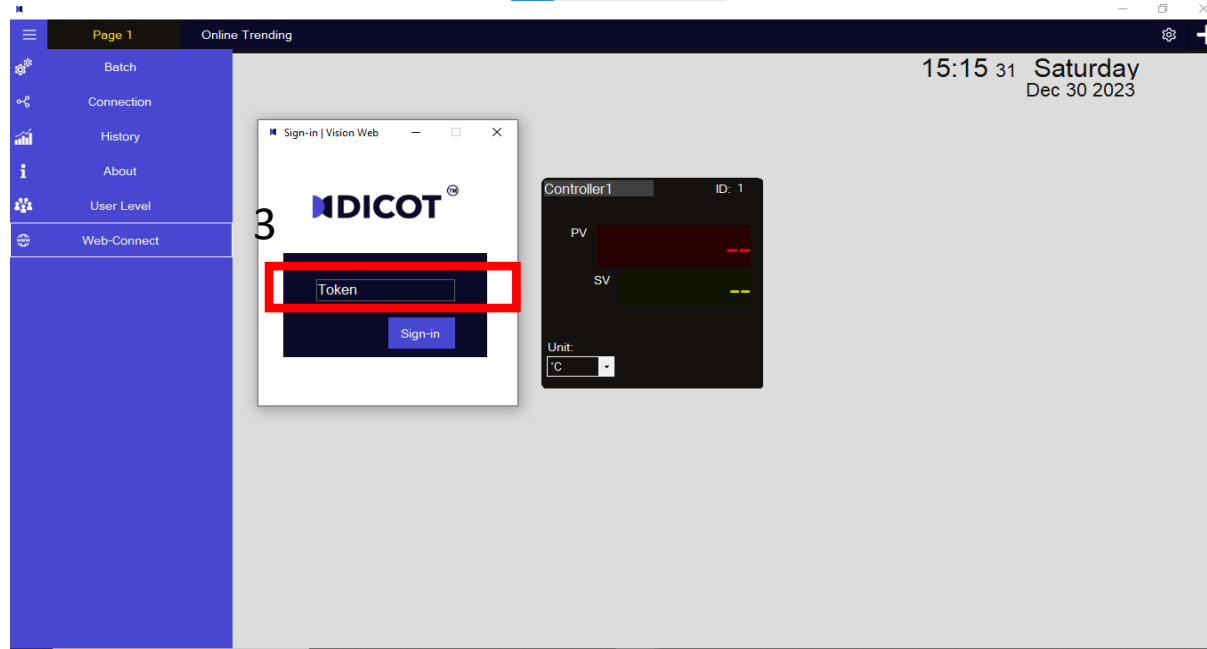 Page 1
Online Trending
Batch
Connection
History
About
User Level
Web-Connect
15:15 31 Saturday
Dec 30 2023
Sign-in | Vision Web
DICOT TM
3
Token
Sign-in
Controller1 ID: 1
PV --
SV --
Unit:
°C